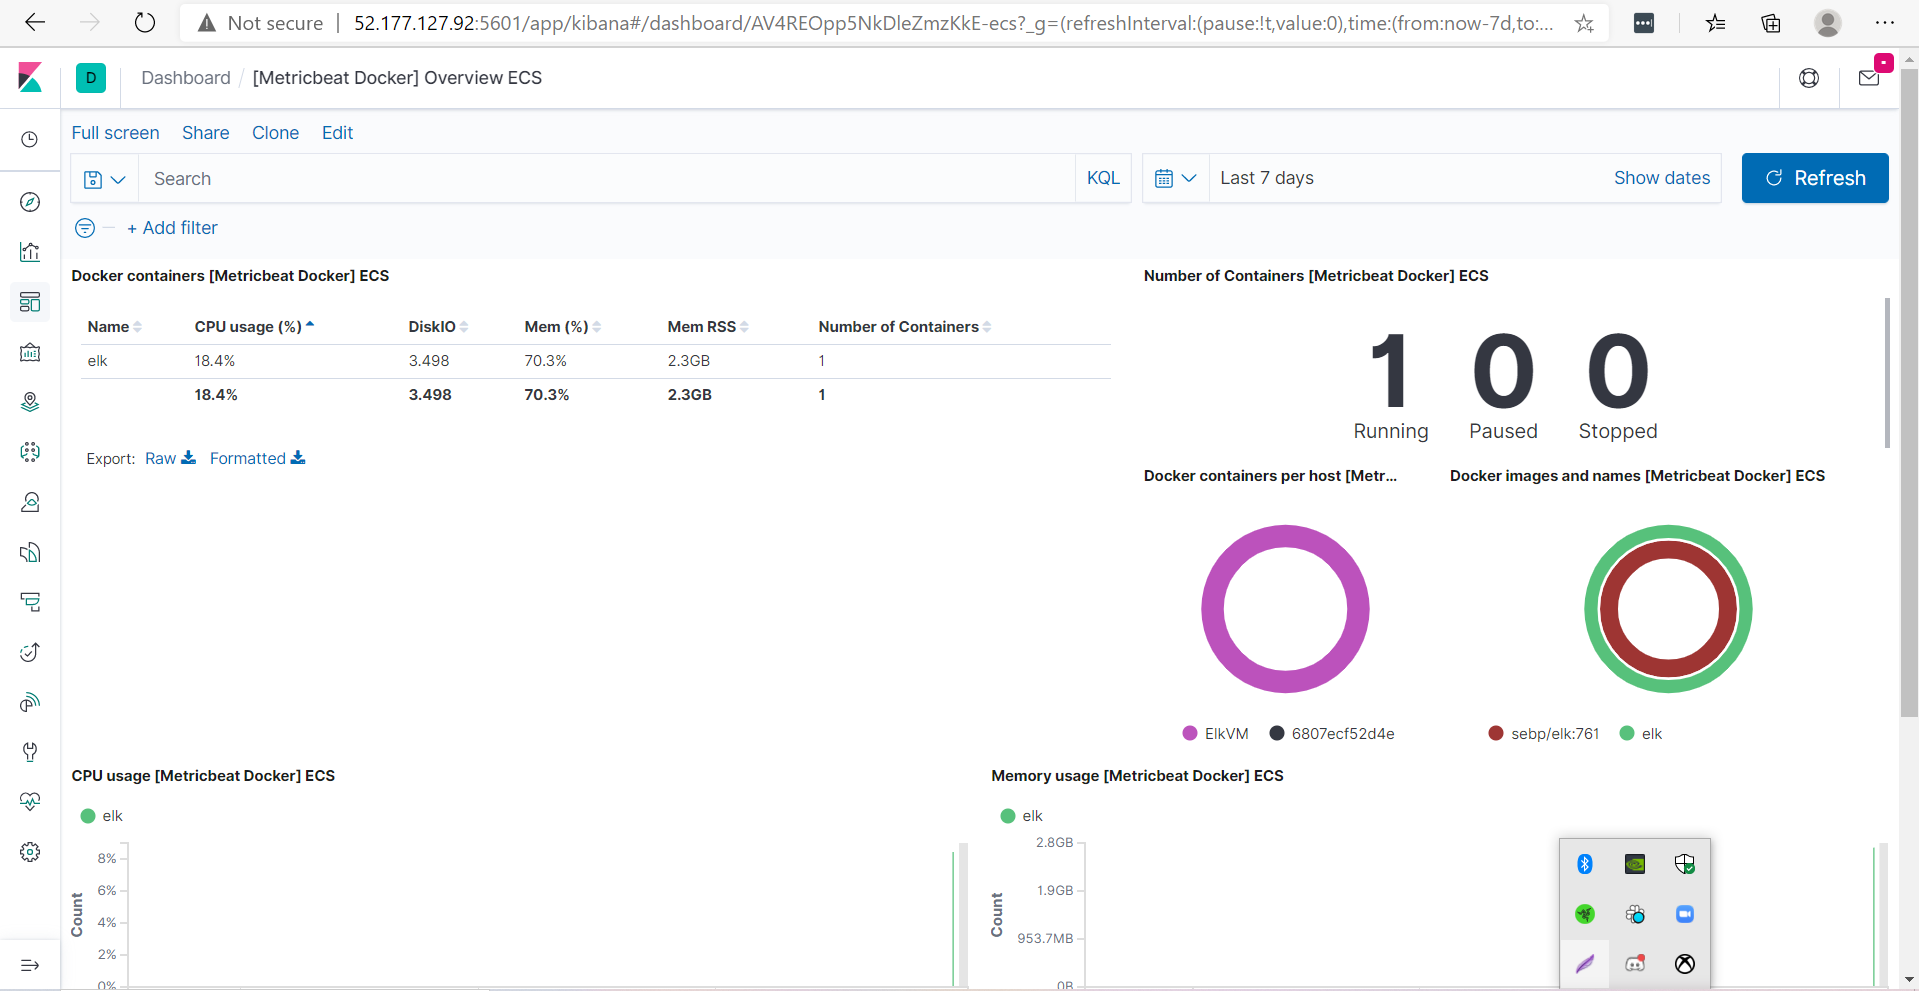 Not secure | 52.177.127.92:5601/app/kibana#/dashboard/AV4REOpp5NkDleZmzKkE-ecs?_g=(refreshInterval:(pause:!t,value:0),time:(from:now-7d,to:...
D Dashboard / [Metricbeat Docker] Overview ECS
Full screen Share Clone Edit
Search KQL Last 7 days Show dates Refresh
+ Add filter
Docker containers [Metricbeat Docker] ECS
Name CPU usage (%) DiskIO Mem (%) Mem RSS Number of Containers
elk 18.4% 3.498 70.3% 2.3GB 1
18.4% 3.498 70.3% 2.3GB 1
Export: Raw Formatted
Number of Containers [Metricbeat Docker] ECS
1 0 0
Running Paused Stopped
Docker containers per host [Metr...
ElkVM 6807ecf52d4e
Docker images and names [Metricbeat Docker] ECS
sebp/elk:761 elk
CPU usage [Metricbeat Docker] ECS
elk
8%
6%
4%
2%
0%
Count
Memory usage [Metricbeat Docker] ECS
elk
2.8GB
1.9GB
953.7MB
0B
Count